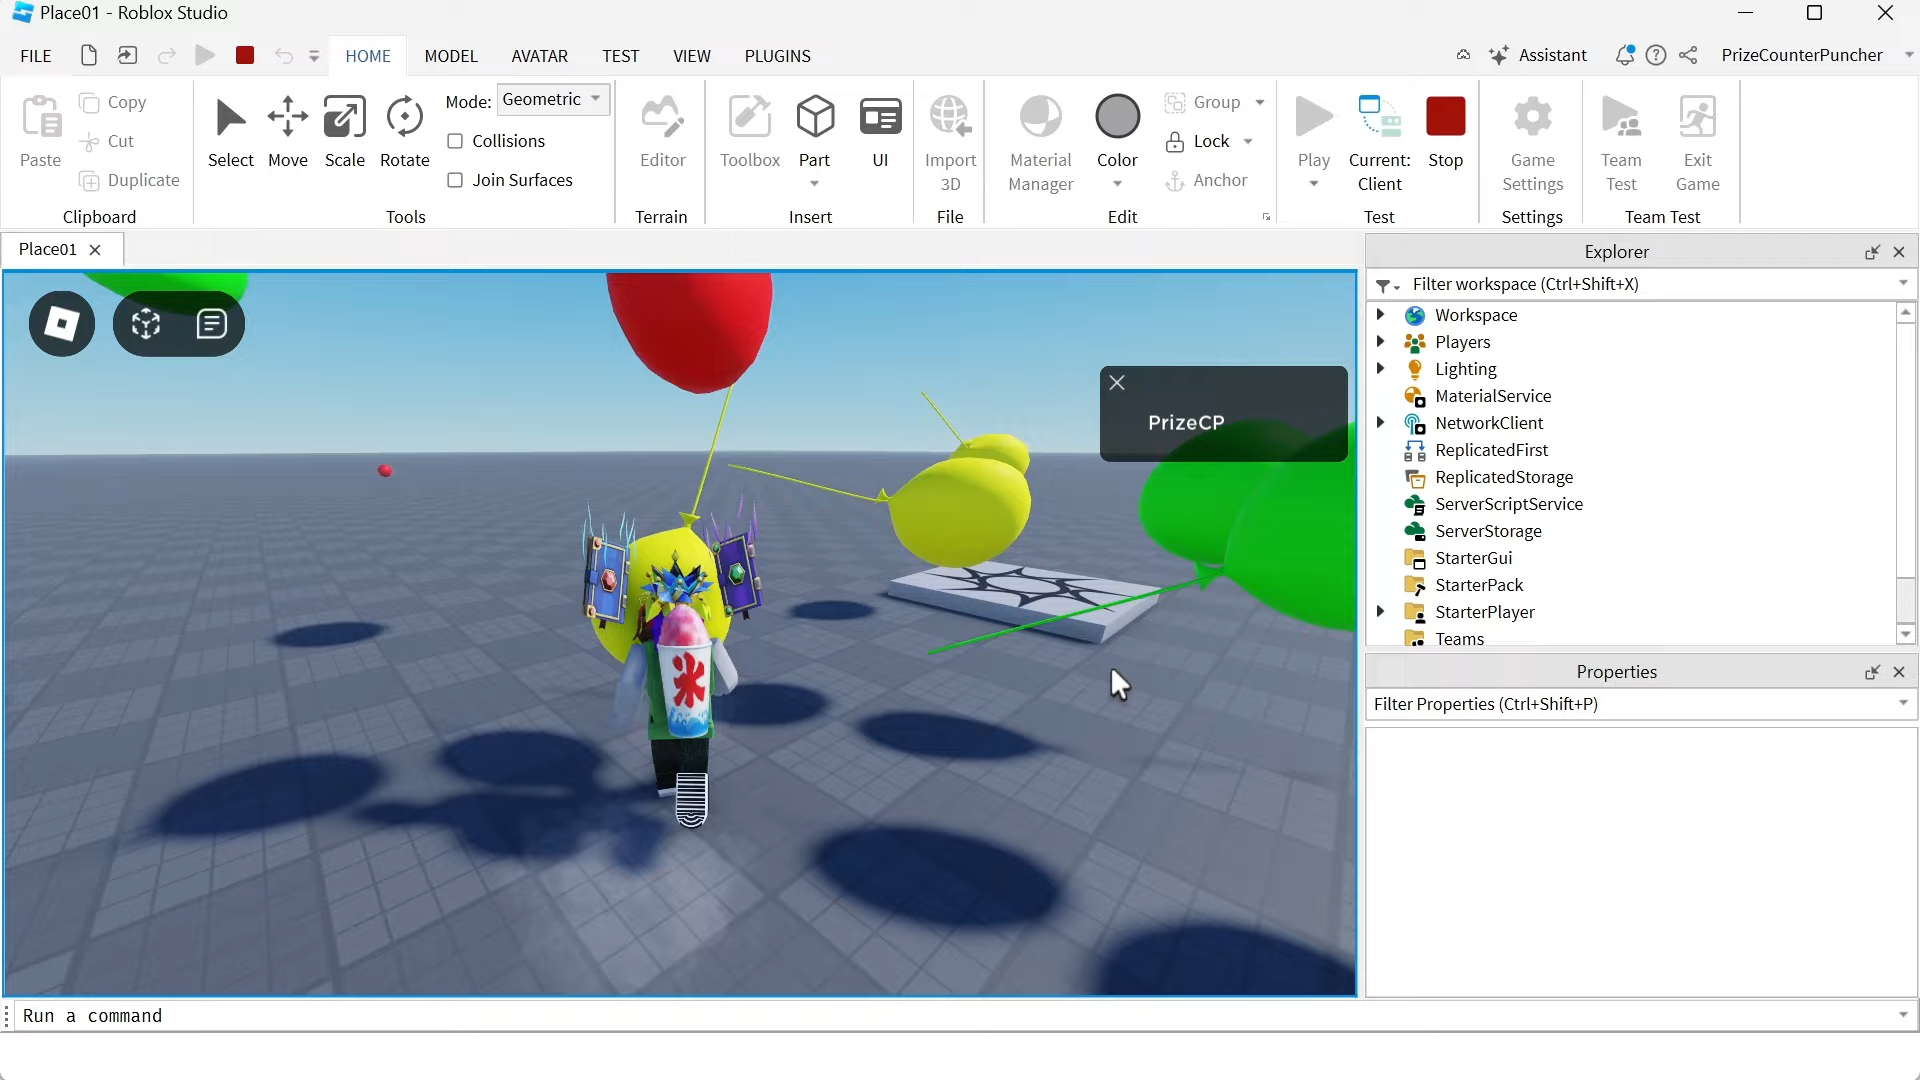 Place01 - Roblox Studio
FILE HOME MODEL AVATAR TEST VIEW PLUGINS Assistant PrizeCounterPuncher
Paste Copy Cut Duplicate
Clipboard
Select Move Scale Rotate Mode: Geometric
Collisions
Join Surfaces
Tools
Editor
Terrain
Toolbox Part UI
Insert
Import
3D
File
Material
Manager
Color
Group
Lock
Anchor
Edit
Play
Current:
Client
Stop
Test
Game
Settings
Settings
Team
Test
Exit
Game
Team Test
Place01
PrizeCP
氷
Explorer
Filter workspace (Ctrl+Shift+X)
Workspace
Players
Lighting
MaterialService
NetworkClient
ReplicatedFirst
ReplicatedStorage
ServerScriptService
ServerStorage
StarterGui
StarterPack
StarterPlayer
Teams
Properties
Filter Properties (Ctrl+Shift+P)
Run a command